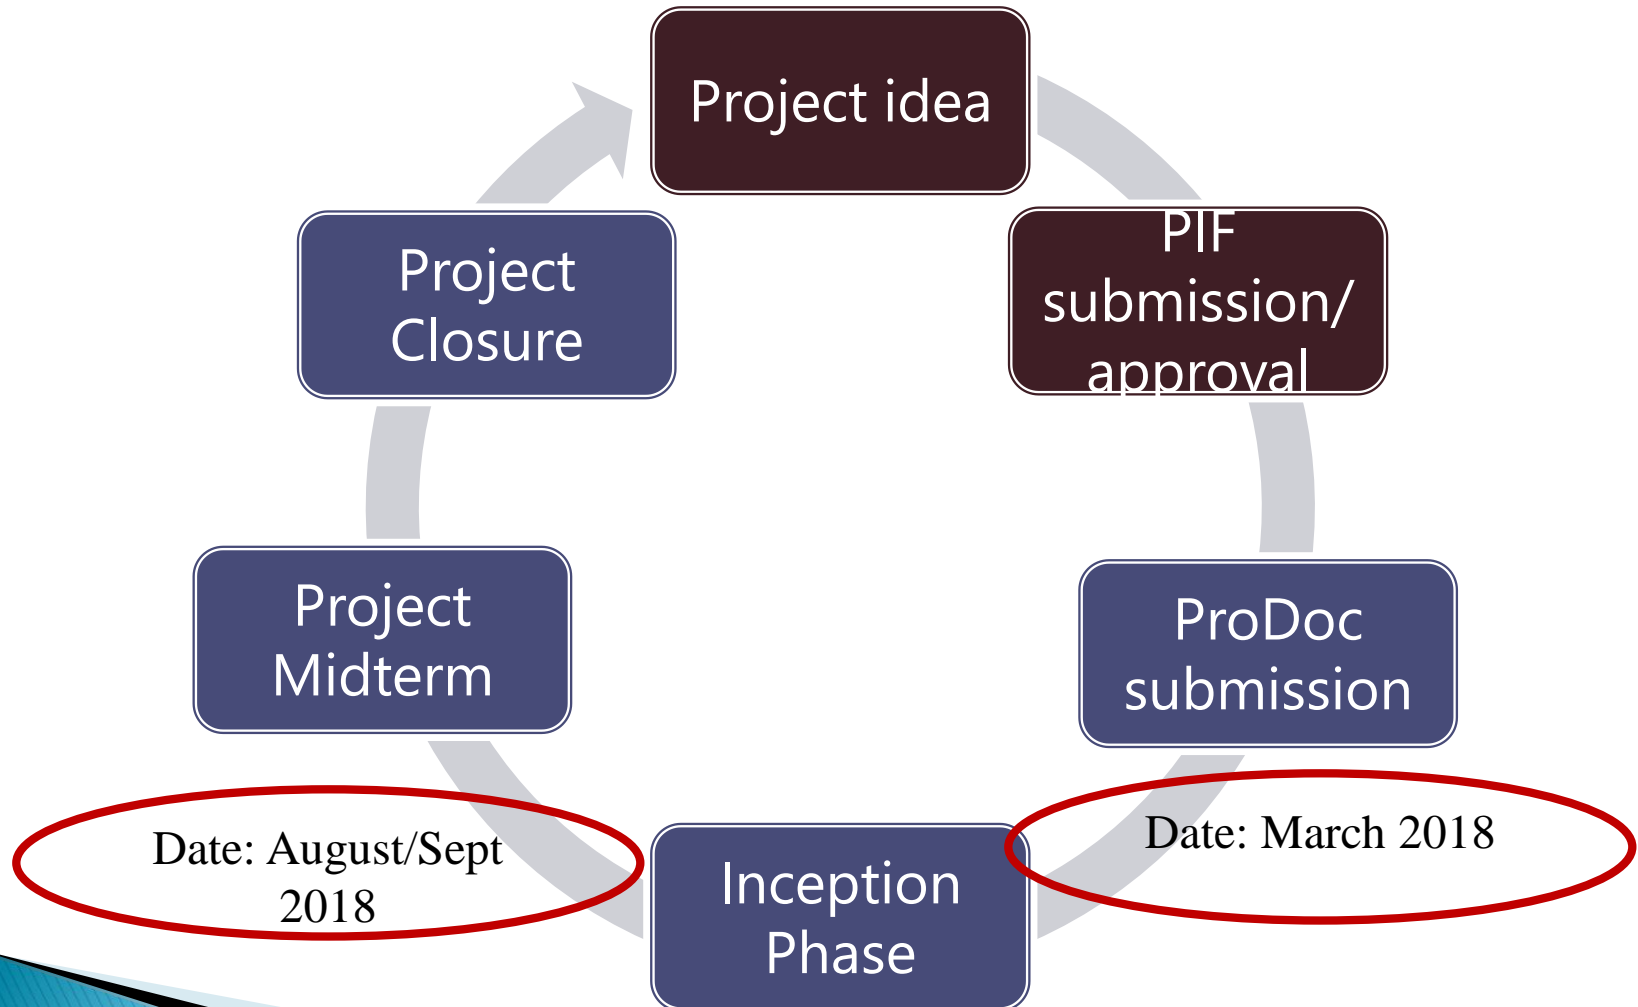 Project idea
PIF
submission/
approval
ProDoc
submission
Date: March 2018
Inception
Phase
Date: August/Sept
2018
Project
Midterm
Project
Closure